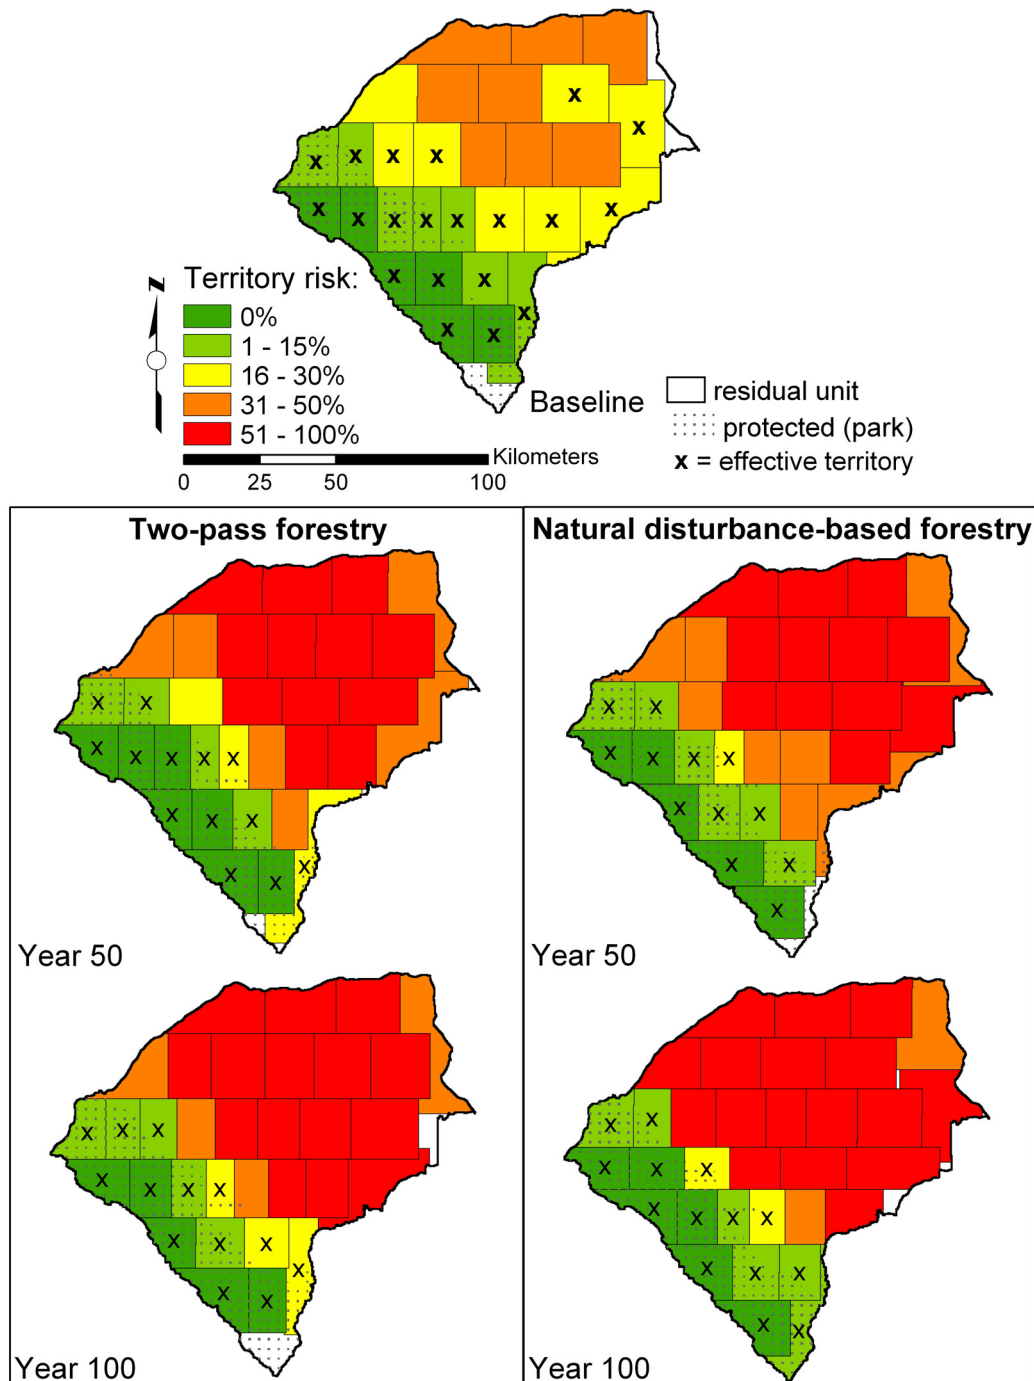 x
x
x x x x
x x x x x x x x
x x x x
x x
N
Territory risk:
0%
1 - 15%
16 - 30%
31 - 50%
51 - 100%
Kilometers
0 25 50 100
Baseline
residual unit
protected (park)
x = effective territory
Two-pass forestry
x x
x x x x x
x x x
x x x
Year 50
x x x
x x x x
x x x x
x x
Year 100
Natural disturbance-based forestry
x x
x x x x
x x x
x x
x
Year 50
x x
x x x
x x x x
x x x
x x
Year 100